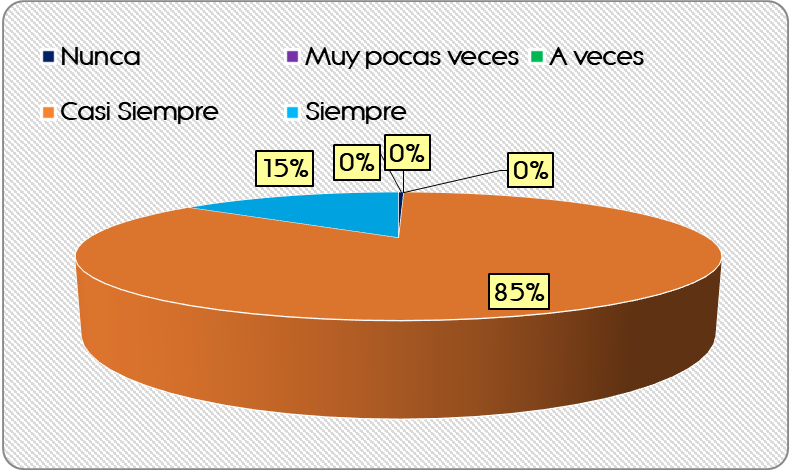 Nunca Muy pocas veces A veces
Casi Siempre Siempre
15% 0% 0% 0%
85%